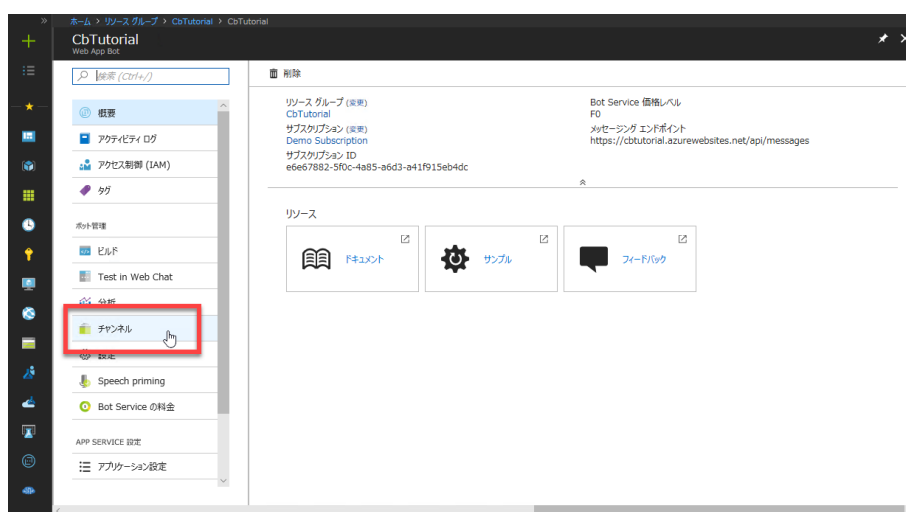 ホーム > リソース グループ > CbTutorial > CbTutorial
CbTutorial
Web App Bot
検索 (Ctrl+/)
概要
アクティビティ ログ
アクセス制御 (IAM)
タグ
ボット管理
ビルド
Test in Web Chat
分析
チャンネル
設定
Speech priming
Bot Service の料金
APP SERVICE 設定
アプリケーション設定
削除
リソース グループ (変更)
CbTutorial
サブスクリプション (変更)
Demo Subscription
サブスクリプション ID
e6e67882-5f0c-4a85-a6d3-a41f915eb4dc
Bot Service 価格レベル
F0
メッセージング エンドポイント
https://cbtutorial.azurewebsites.net/api/messages
リソース
ドキュメント
サンプル
フィードバック